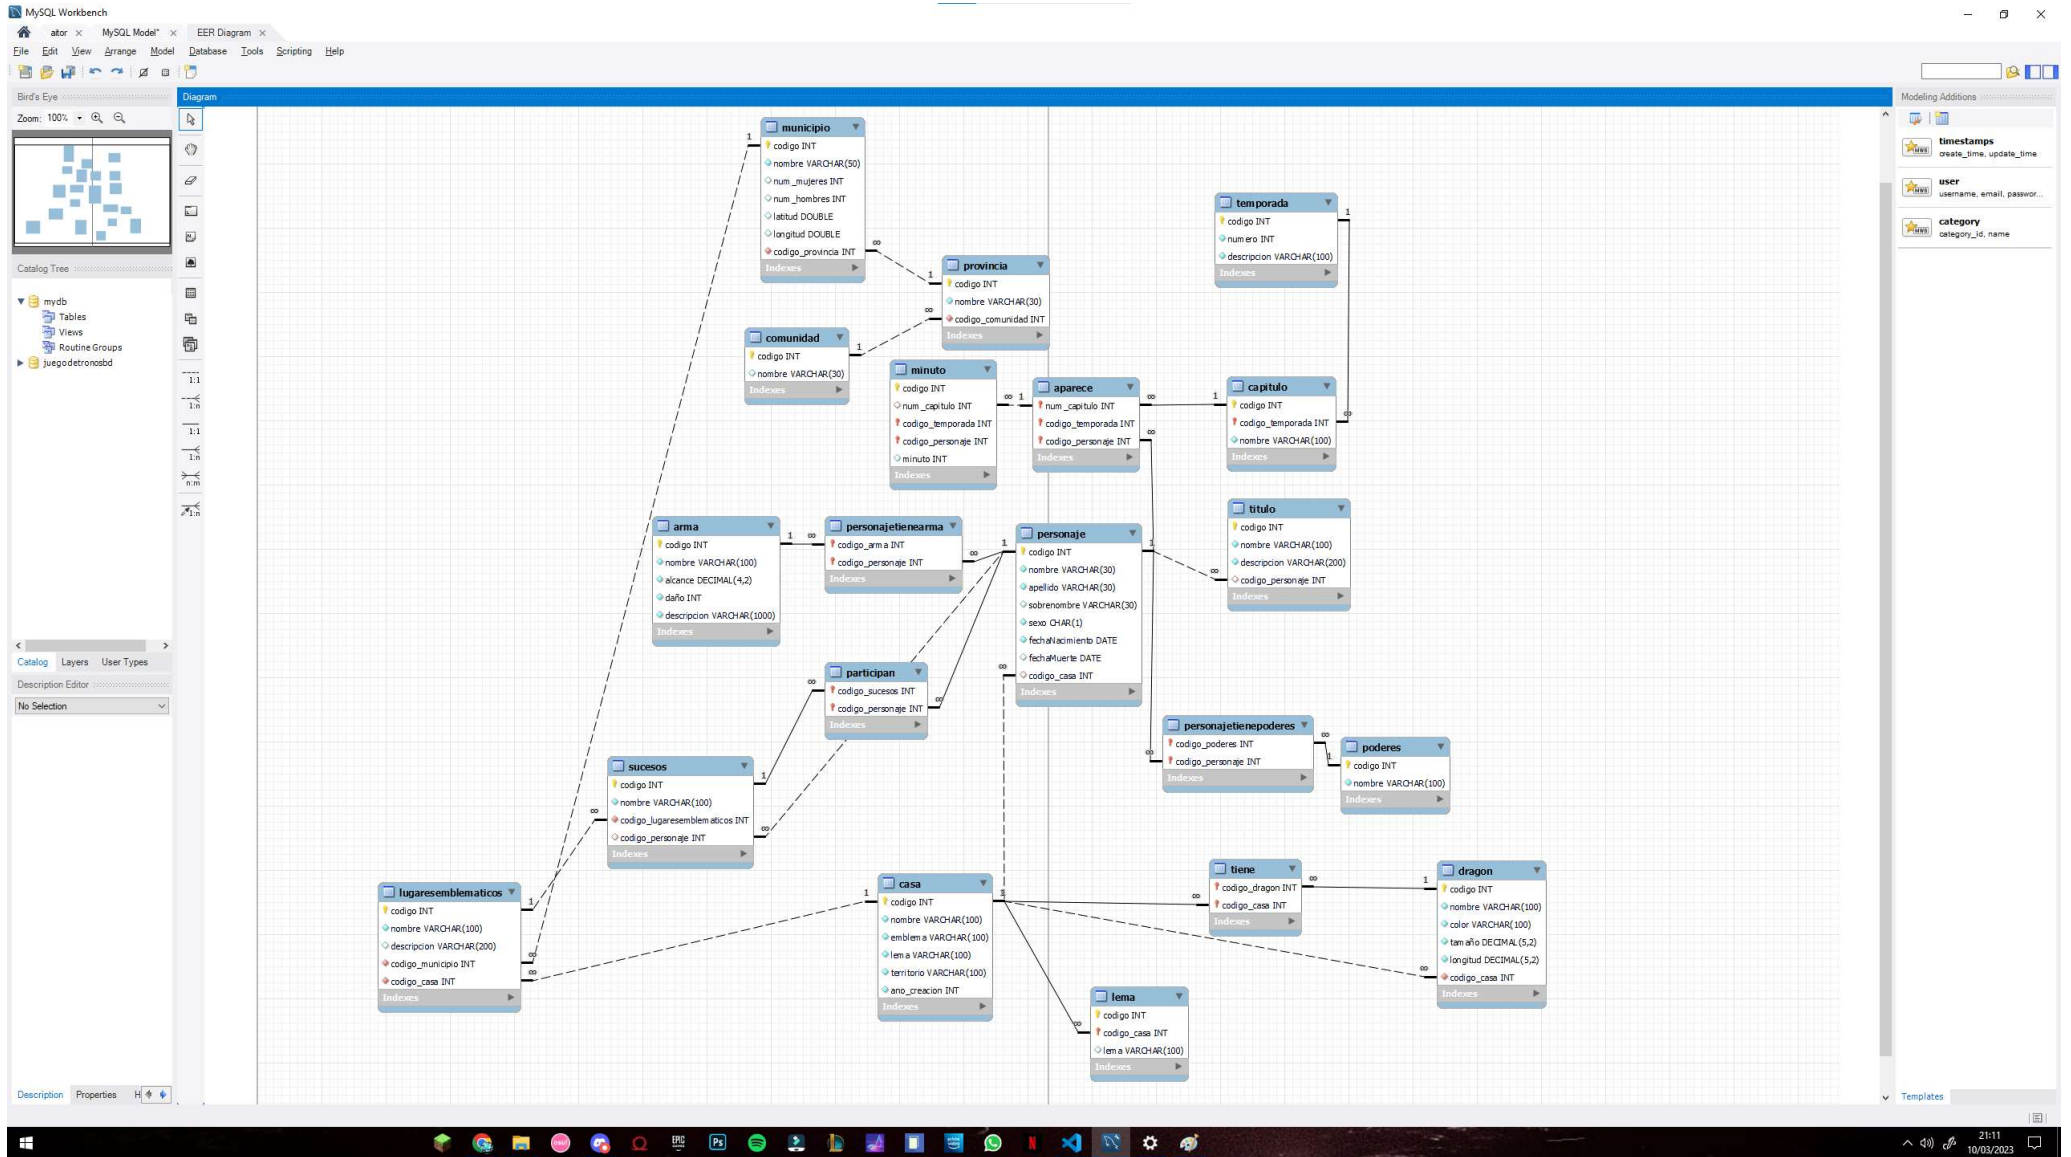 MySQL Workbench
aitor
MySQL Model*
EER Diagram
File Edit View Arrange Model Database Tools Scripting Help
Bird's Eye
Zoom: 100%
Catalog Tree
mydb
Tables
Views
Routine Groups
juegodetronosbd
Catalog Layers User Types
Description Editor
No Selection
Description Properties H
1:1
1:n
1:1
1:n
n:m
1:n
Diagram
municipio
codigo INT
nombre VARCHAR(50)
num_mujeres INT
num_hombres INT
latitud DOUBLE
longitud DOUBLE
codigo_provincia INT
Indexes
provincia
codigo INT
nombre VARCHAR(30)
codigo_comunidad INT
Indexes
comunidad
codigo INT
nombre VARCHAR(30)
Indexes
temporada
codigo INT
numero INT
descripcion VARCHAR(100)
Indexes
minuto
codigo INT
num_capitulo INT
codigo_temporada INT
codigo_personaje INT
minuto INT
Indexes
aparece
num_capitulo INT
codigo_temporada INT
codigo_personaje INT
Indexes
capitulo
codigo INT
codigo_temporada INT
nombre VARCHAR(100)
Indexes
arma
codigo INT
nombre VARCHAR(100)
alcance DECIMAL(4,2)
daño INT
descripcion VARCHAR(1000)
Indexes
personajetienearma
codigo_arma INT
codigo_personaje INT
Indexes
personaje
codigo INT
nombre VARCHAR(30)
apellido VARCHAR(30)
sobrenombre VARCHAR(30)
sexo CHAR(1)
fechaNacimiento DATE
fechaMuerte DATE
codigo_casa INT
Indexes
titulo
codigo INT
nombre VARCHAR(100)
descripcion VARCHAR(200)
codigo_personaje INT
Indexes
participan
codigo_sucesos INT
codigo_personaje INT
Indexes
personajetienepoderes
codigo_poderes INT
codigo_personaje INT
Indexes
poderes
codigo INT
nombre VARCHAR(100)
Indexes
sucesos
codigo INT
nombre VARCHAR(100)
codigo_lugaresemblematicos INT
codigo_personaje INT
Indexes
lugaresemblematicos
codigo INT
nombre VARCHAR(100)
descripcion VARCHAR(200)
codigo_municipio INT
codigo_casa INT
Indexes
casa
codigo INT
nombre VARCHAR(100)
emblema VARCHAR(100)
lema VARCHAR(100)
territorio VARCHAR(100)
ano_creacion INT
Indexes
tiene
codigo_dragon INT
codigo_casa INT
Indexes
dragon
codigo INT
nombre VARCHAR(100)
color VARCHAR(100)
tamaño DECIMAL(5,2)
longitud DECIMAL(5,2)
codigo_casa INT
Indexes
lema
codigo INT
codigo_casa INT
lema VARCHAR(100)
Indexes
Modeling Additions
timestamps
create_time, update_time
user
username, email, passwor...
category
category_id, name
Templates
21:11
10/03/2023